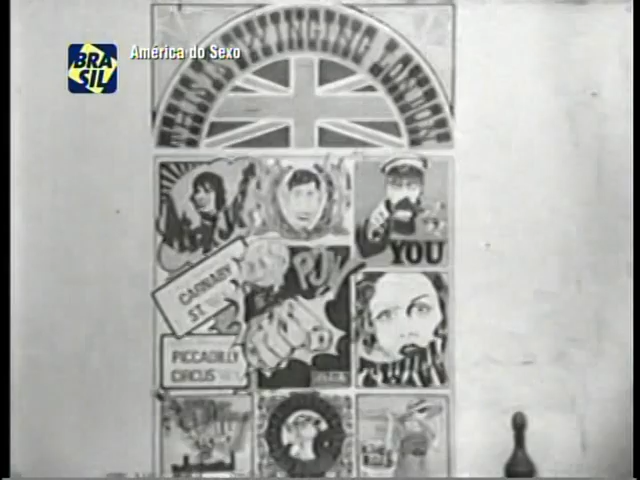 BRA
SIL
América do Sexo
THIS IS SWINGING LONDON
YOU
CARNABY
ST.
POW
PICCADILLY
CIRCUS